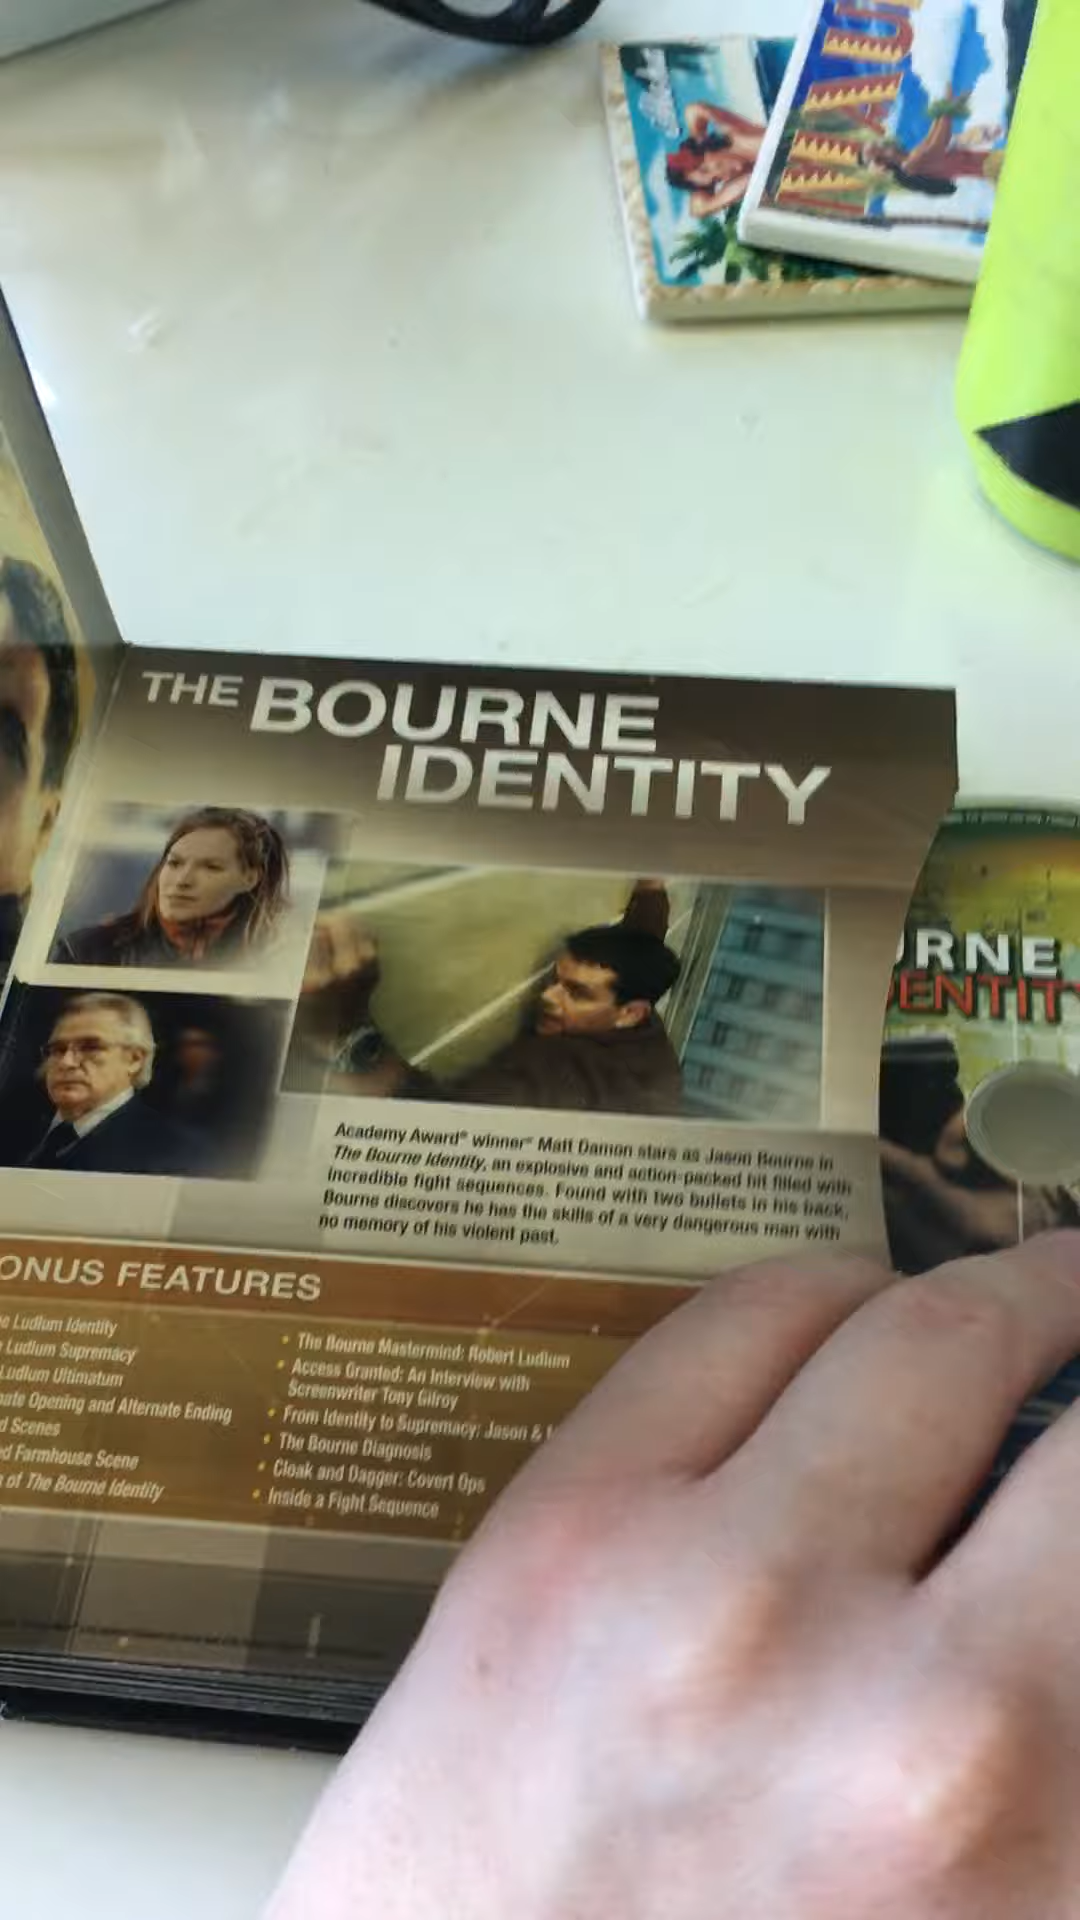 THE BOURNE
IDENTITY
URNE
DENTITY
Academy Award® winner® Matt Damon stars as Jason Bourne in
The Bourne Identity, an explosive and action-packed hit filled with
incredible fight sequences. Found with two bullets in his back,
Bourne discovers he has the skills of a very dangerous man with
no memory of his violent past.
ONUS FEATURES
Ludlum Identity
Ludlum Supremacy
Ludlum Ultimatum
nate Opening and Alternate Ending
d Scenes
ed Farmhouse Scene
of The Bourne Identity
• The Bourne Mastermind: Robert Ludlum
• Access Granted: An Interview with
Screenwriter Tony Gilroy
• From Identity to Supremacy: Jason &
• The Bourne Diagnosis
• Cloak and Dagger: Covert Ops
• Inside a Fight Sequence